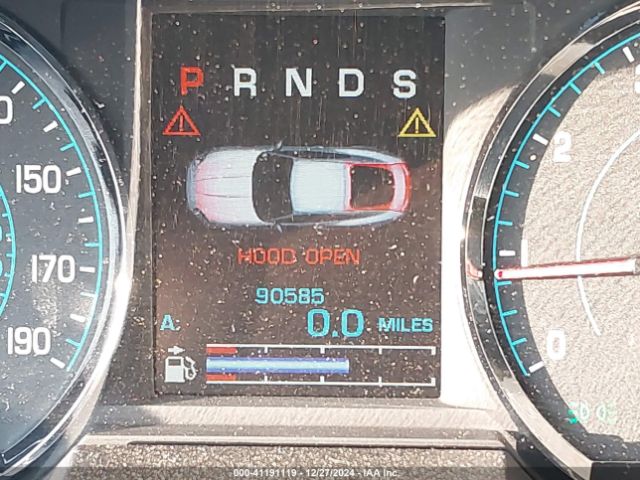 P R N D S
150
170
190
HOOD OPEN
90585
A 0.0 MILES
2
1
0
000-41191119 - 12/27/2024 - IAA Inc.